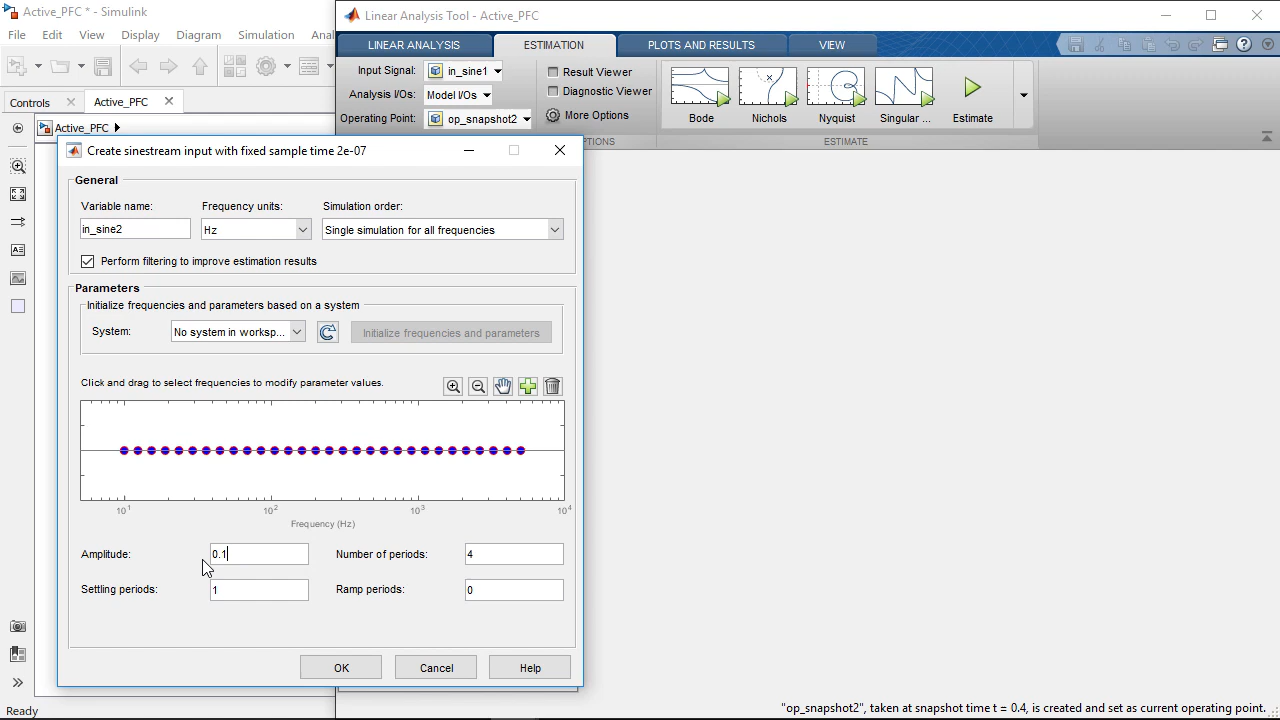 Active_PFC * - Simulink
File Edit View Display Diagram Simulation Anal
Controls Active_PFC
Active_PFC
Linear Analysis Tool - Active_PFC
LINEAR ANALYSIS ESTIMATION PLOTS AND RESULTS VIEW
Input Signal: in_sine1
Analysis I/Os: Model I/Os
Operating Point: op_snapshot2
Result Viewer
Diagnostic Viewer
More Options
Bode Nichols Nyquist Singular ... Estimate
TIONS ESTIMATE
Create sinestream input with fixed sample time 2e-07
General
Variable name: Frequency units: Simulation order:
in_sine2 Hz Single simulation for all frequencies
Perform filtering to improve estimation results
Parameters
Initialize frequencies and parameters based on a system
System: No system in worksp... Initialize frequencies and parameters
Click and drag to select frequencies to modify parameter values.
10¹ 10² 10³ 10⁴
Frequency (Hz)
Amplitude: 0.1 Number of periods: 4
Settling periods: 1 Ramp periods: 0
OK Cancel Help
Ready
"op_snapshot2", taken at snapshot time t = 0.4, is created and set as current operating point.